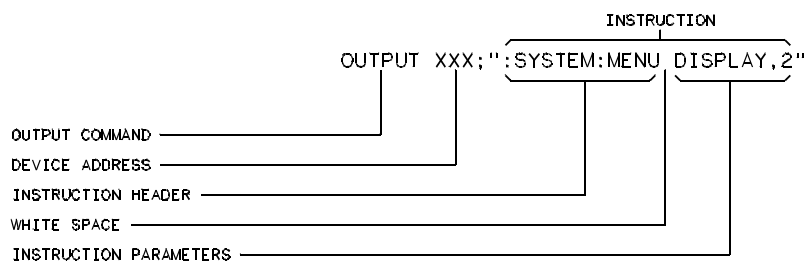 INSTRUCTION
OUTPUT XXX;":SYSTEM:MENU DISPLAY,2"
OUTPUT COMMAND
DEVICE ADDRESS
INSTRUCTION HEADER
WHITE SPACE
INSTRUCTION PARAMETERS